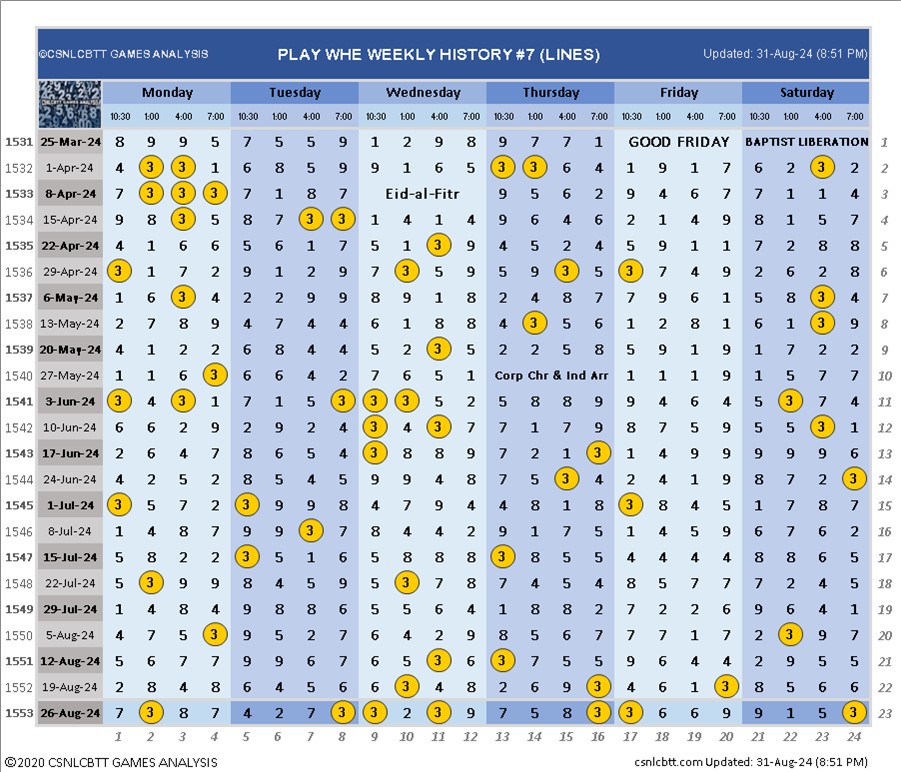 ©CSNLCBTT GAMES ANALYSIS PLAY WHE WEEKLY HISTORY #7 (LINES) Updated: 31-Aug-24 (8:51 PM)
Monday Tuesday Wednesday Thursday Friday Saturday
10:30 1:00 4:00 7:00 10:30 1:00 4:00 7:00 10:30 1:00 4:00 7:00 10:30 1:00 4:00 7:00 10:30 1:00 4:00 7:00 10:30 1:00 4:00 7:00
1531 25-Mar-24 8 9 9 5 7 5 5 9 1 2 9 8 9 7 7 1 GOOD FRIDAY BAPTIST LIBERATION 1
1532 1-Apr-24 4 3 3 1 6 8 5 9 9 1 6 5 3 3 6 4 1 9 1 7 6 2 3 2 2
1533 8-Apr-24 7 3 3 3 7 1 8 7 Eid-al-Fitr 9 5 6 2 9 4 6 7 7 1 1 4 3
1534 15-Apr-24 9 8 3 5 8 7 3 3 1 4 1 4 9 6 4 6 2 1 4 9 8 1 5 7 4
1535 22-Apr-24 4 1 6 6 5 6 1 7 5 1 3 9 4 5 2 4 5 9 1 1 7 2 8 8 5
1536 29-Apr-24 3 1 7 2 9 1 2 9 7 3 5 9 5 9 3 5 3 7 4 9 2 6 2 8 6
1537 6-May-24 1 6 3 4 2 2 9 9 8 9 1 8 2 4 8 7 7 9 6 1 5 8 3 4 7
1538 13-May-24 2 7 8 9 4 7 4 4 6 1 8 8 4 3 5 6 1 2 8 1 6 1 3 9 8
1539 20-May-24 4 1 2 2 6 8 4 4 5 2 3 5 2 2 5 8 5 9 1 9 1 7 2 2 9
1540 27-May-24 1 1 6 3 6 6 4 2 7 6 5 1 Corp Chr & Ind Arr 1 1 1 9 1 5 7 7 10
1541 3-Jun-24 3 4 3 1 7 1 5 3 3 3 5 2 5 8 8 9 9 4 6 4 5 3 7 4 11
1542 10-Jun-24 6 6 2 9 2 9 2 4 3 4 3 7 7 1 7 9 8 7 5 9 5 5 3 1 12
1543 17-Jun-24 2 6 4 7 8 6 5 4 3 8 8 9 7 2 1 3 1 4 9 9 9 9 9 6 13
1544 24-Jun-24 4 2 5 2 8 5 4 5 9 9 4 8 7 5 3 4 2 4 1 9 8 7 2 3 14
1545 1-Jul-24 3 5 7 2 3 9 9 8 4 7 9 4 4 8 1 8 3 8 4 5 1 7 8 7 15
1546 8-Jul-24 1 4 8 7 9 9 3 7 8 4 4 2 9 1 7 5 1 4 5 9 6 7 6 2 16
1547 15-Jul-24 5 8 2 2 3 5 1 6 5 8 8 8 3 8 5 5 4 4 4 4 8 8 6 5 17
1548 22-Jul-24 5 3 9 9 8 4 5 9 5 3 5 8 7 4 5 4 8 5 7 7 7 2 4 5 18
1549 29-Jul-24 1 4 8 4 9 8 8 6 5 5 6 4 1 8 8 2 7 2 2 6 9 6 4 1 19
1550 5-Aug-24 4 7 5 3 9 5 2 7 6 4 2 9 8 5 6 7 7 7 1 7 2 3 9 7 20
1551 12-Aug-24 5 6 7 7 9 9 6 7 6 5 3 6 3 7 5 5 9 6 4 4 2 9 5 5 21
1552 19-Aug-24 2 8 4 8 6 4 5 6 6 3 4 8 2 6 9 3 4 6 1 3 8 5 6 6 22
1553 26-Aug-24 7 3 8 7 4 2 7 3 3 2 3 9 7 5 8 3 3 6 6 9 9 1 5 3 23
1 2 3 4 5 6 7 8 9 10 11 12 13 14 15 16 17 18 19 20 21 22 23 24
©2020 CSNLCBTT GAMES ANALYSIS csnlcbtt.com Updated: 31-Aug-24 (8:51 PM)